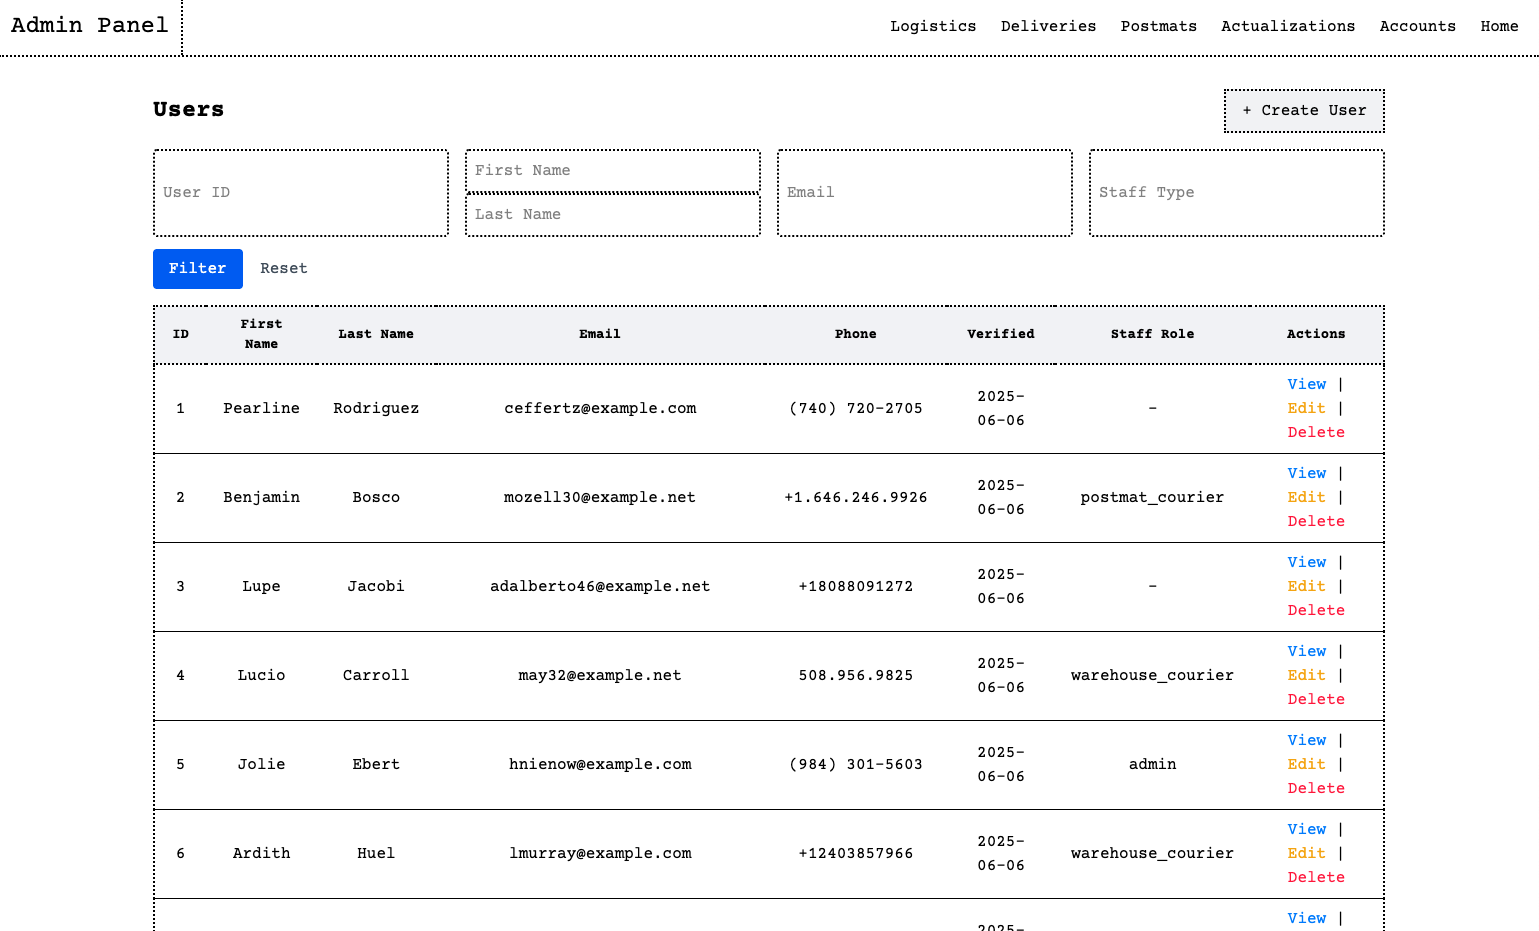 Admin Panel
Logistics Deliveries Postmats Actualizations Accounts Home
Users
+ Create User
User ID
First Name
Last Name
Email
Staff Type
Filter Reset
ID First Name Last Name Email Phone Verified Staff Role Actions
1 Pearline Rodriguez ceffertz@example.com (740) 720-2705 2025-06-06 - View | Edit | Delete
2 Benjamin Bosco mozell30@example.net +1.646.246.9926 2025-06-06 postmat_courier View | Edit | Delete
3 Lupe Jacobi adalberto46@example.net +18088091272 2025-06-06 - View | Edit | Delete
4 Lucio Carroll may32@example.net 508.956.9825 2025-06-06 warehouse_courier View | Edit | Delete
5 Jolie Ebert hnienow@example.com (984) 301-5603 2025-06-06 admin View | Edit | Delete
6 Ardith Huel lmurray@example.com +12403857966 2025-06-06 warehouse_courier View | Edit | Delete
2025- View |